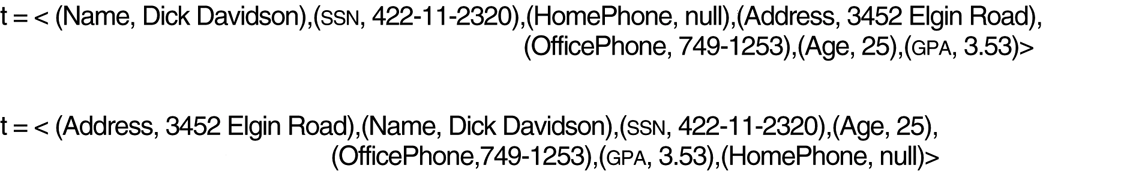 t = < (Name, Dick Davidson),(SSN, 422-11-2320),(HomePhone, null),(Address, 3452 Elgin Road),
(OfficePhone, 749-1253),(Age, 25),(GPA, 3.53)>
t = < (Address, 3452 Elgin Road),(Name, Dick Davidson),(SSN, 422-11-2320),(Age, 25),
(OfficePhone,749-1253),(GPA, 3.53),(HomePhone, null)>